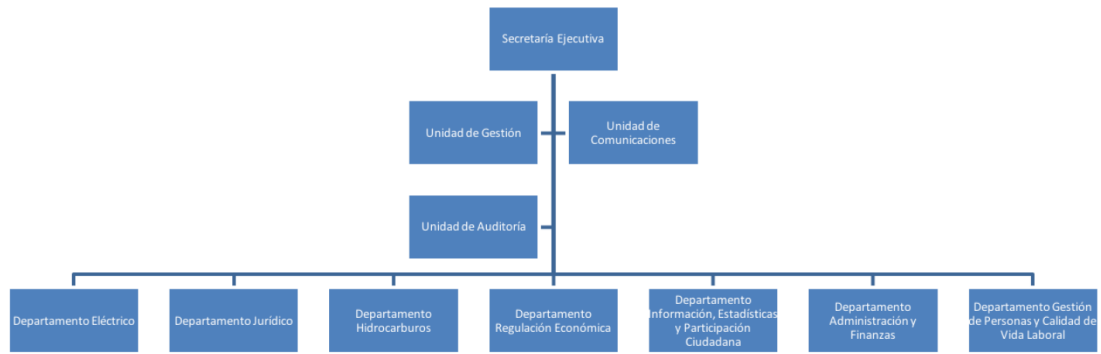 Secretaría Ejecutiva
Unidad de Gestión
Unidad de
Comunicaciones
Unidad de Auditoría
Departamento Eléctrico
Departamento Jurídico
Departamento
Hidrocarburos
Departamento
Regulación Económica
Departamento
Información, Estadísticas
y Participación
Ciudadana
Departamento
Administración y
Finanzas
Departamento Gestión
de Personas y Calidad de
Vida Laboral